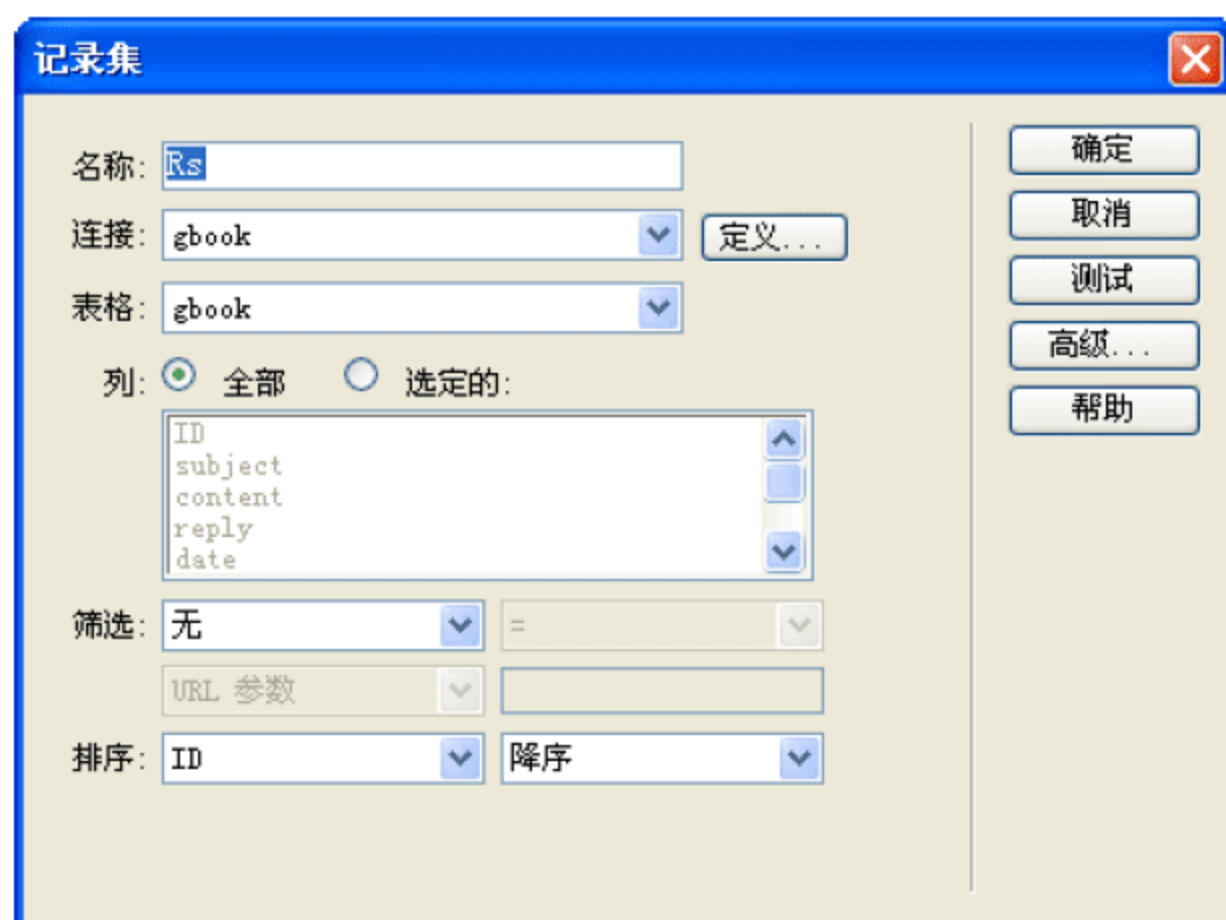 记录集
名称: Rs
确定
连接: gbook 定义...
取消
表格: gbook
测试
列: 全部 选定的:
高级...
帮助
ID
subject
content
reply
date
筛选: 无 =
URL 参数
排序: ID 降序